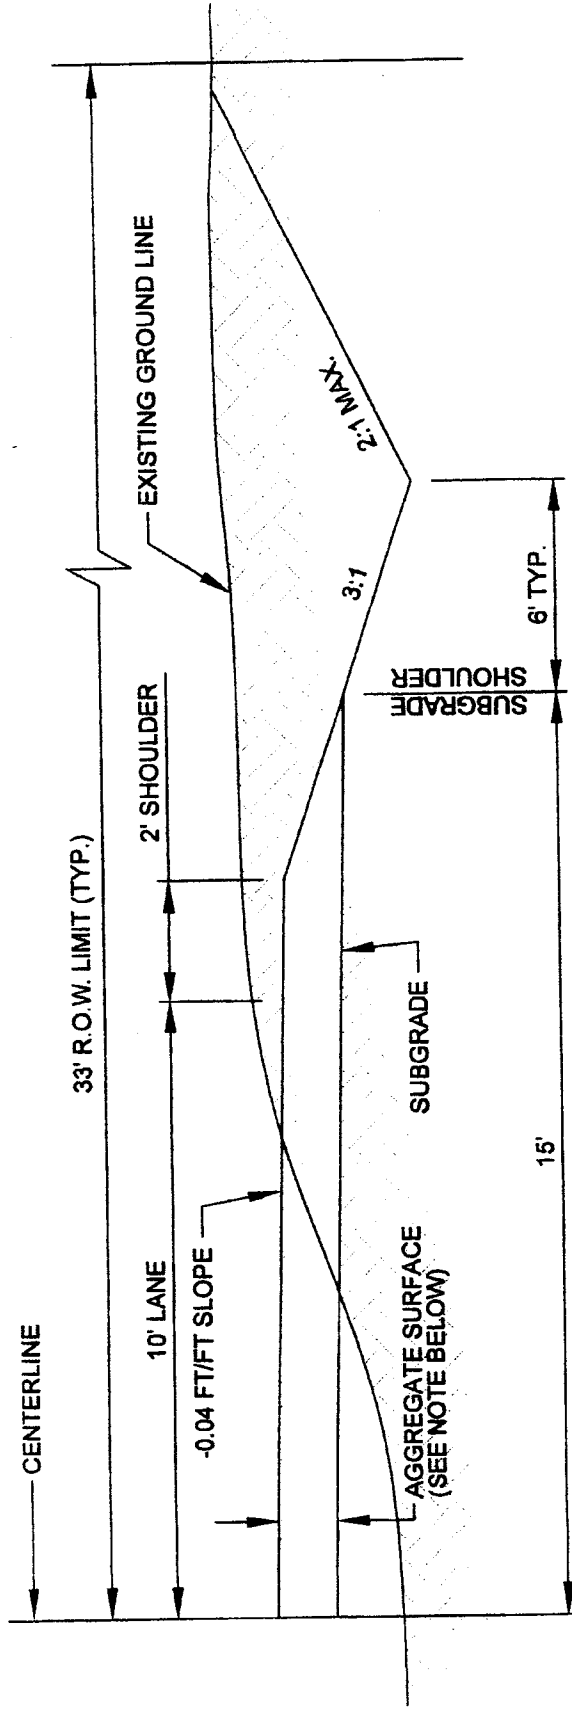 CENTERLINE
33' R.O.W. LIMIT (TYP.)
10' LANE
2' SHOULDER
EXISTING GROUND LINE
-0.04 FT/FT SLOPE
3:1
2:1 MAX.
AGGREGATE SURFACE
(SEE NOTE BELOW)
SUBGRADE
SUBGRADE
SHOULDER
15'
6' TYP.